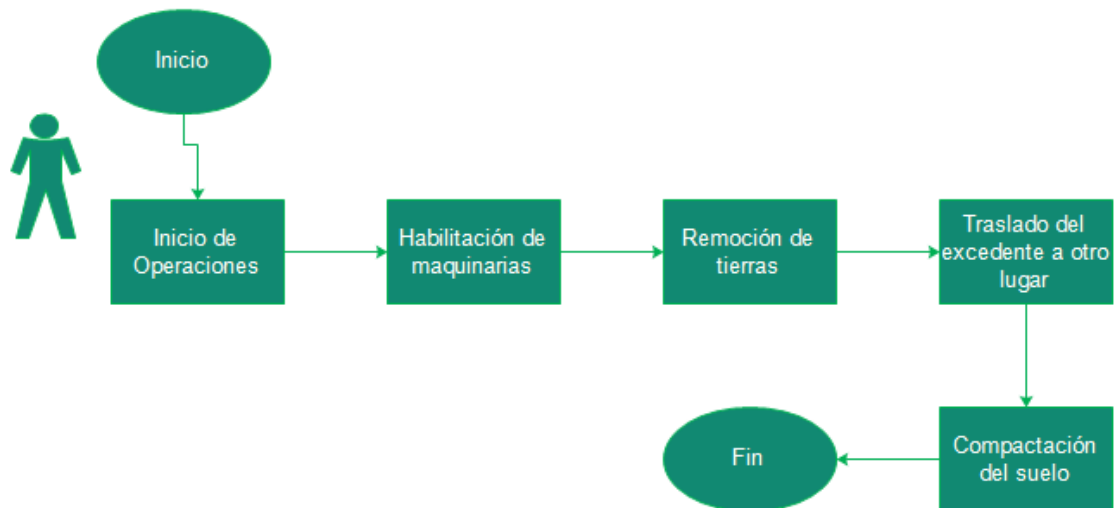 Inicio
Inicio de
Operaciones
Habilitación de
maquinarias
Remoción de
tierras
Traslado del
excedente a otro
lugar
Compactación
del suelo
Fin